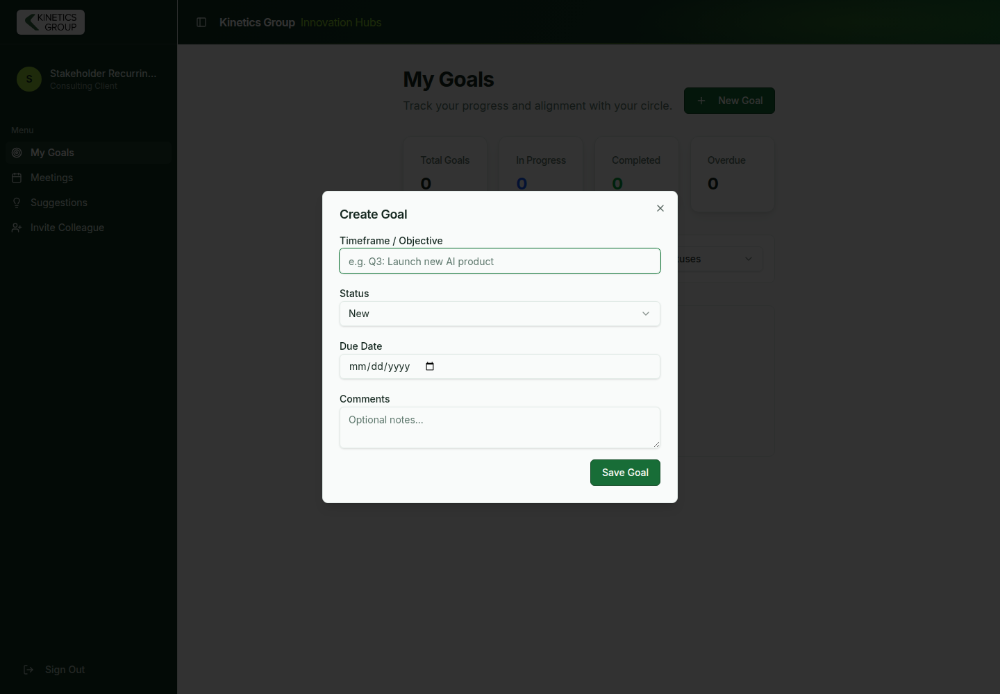 KINETICS
GROUP
Kinetics Group Innovation Hubs
S
Stakeholder Recurrin...
Consulting Client
Menu
My Goals
Meetings
Suggestions
Invite Colleague
Sign Out
My Goals
Track your progress and alignment with your circle.
New Goal
Total Goals
0
In Progress
0
Completed
0
Overdue
0
Create Goal
Timeframe / Objective
e.g. Q3: Launch new AI product
Status
New
Due Date
mm/dd/yyyy
Comments
Optional notes...
Save Goal